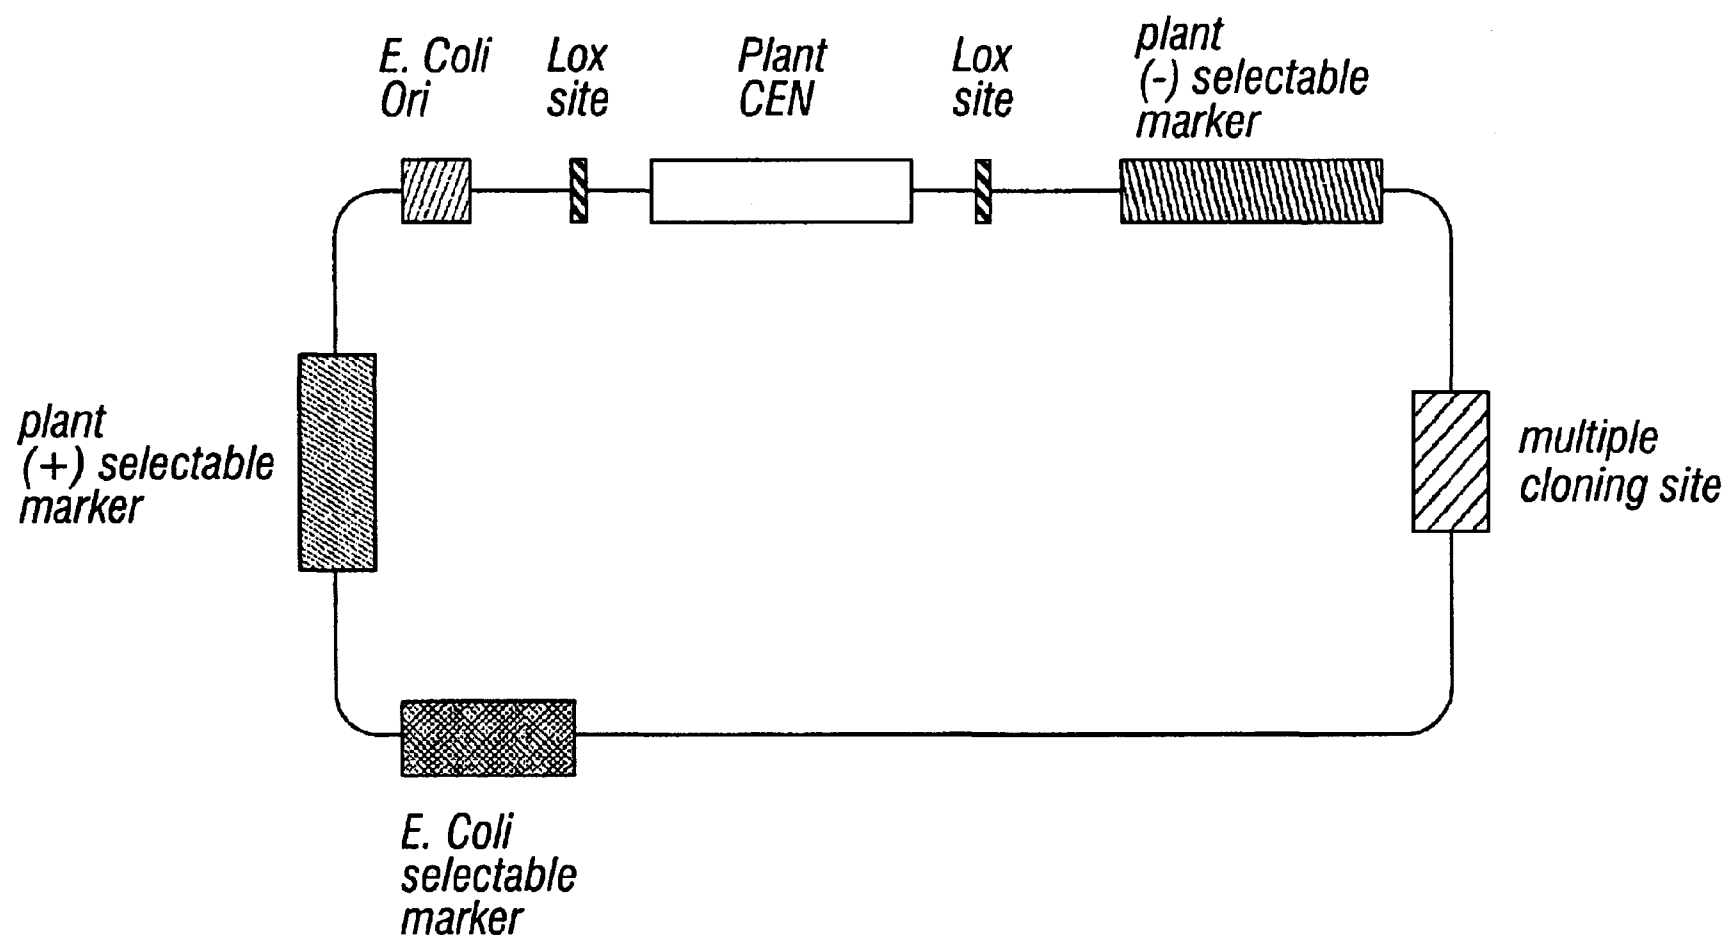 E. Coli
Ori
Lox
site
Plant
CEN
Lox
site
plant
(-) selectable
marker
plant
(+) selectable
marker
multiple
cloning site
E. Coli
selectable
marker